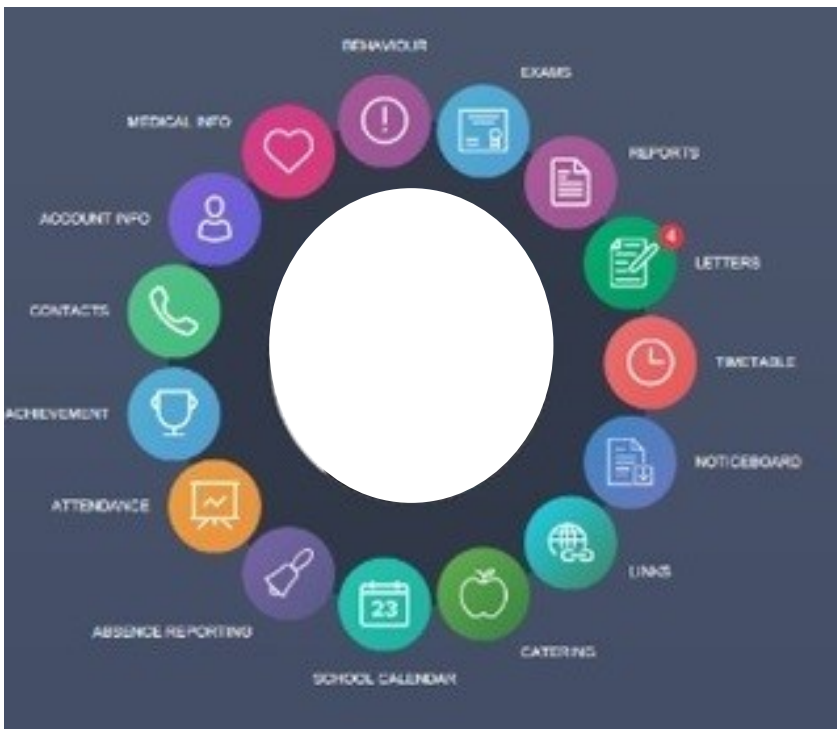 BEHAVIOUR
EXAMS
REPORTS
4
LETTERS
TIMETABLE
NOTICEBOARD
LINKS
CATERING
SCHOOL CALENDAR
23
ABSENCE REPORTING
ATTENDANCE
ACHIEVEMENT
CONTACTS
ACCOUNT INFO
MEDICAL INFO